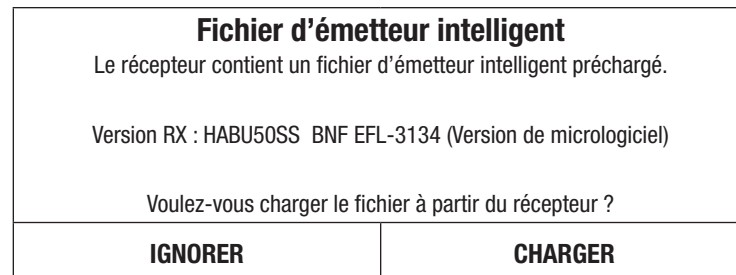 Fichier d’émetteur intelligent
Le récepteur contient un fichier d’émetteur intelligent préchargé.
Version RX : HABU50SS  BNF EFL-3134 (Version de micrologiciel)
Voulez-vous charger le fichier à partir du récepteur ?
IGNORER
CHARGER